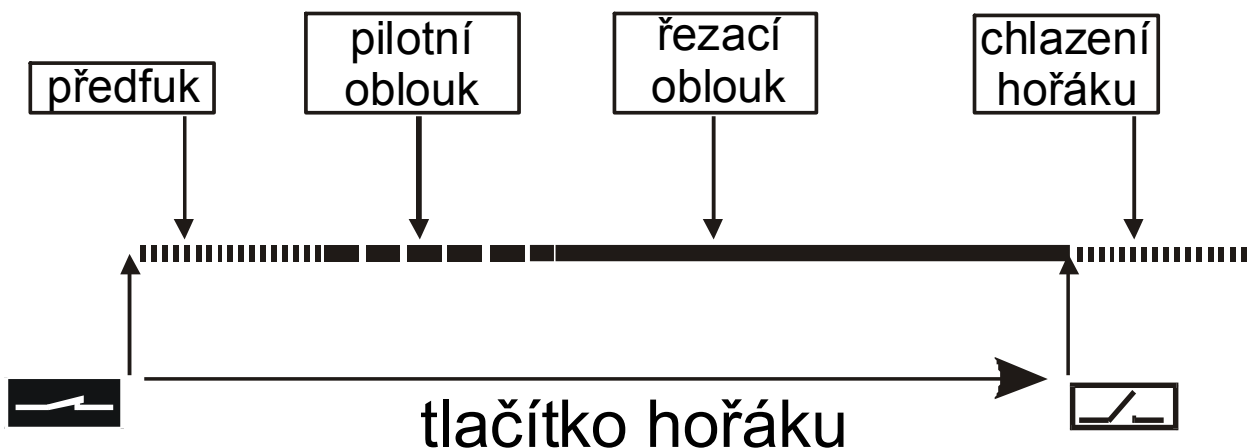 předfuk
pilotní
oblouk
řezací
oblouk
chlazení
hořáku
tlačítko hořáku